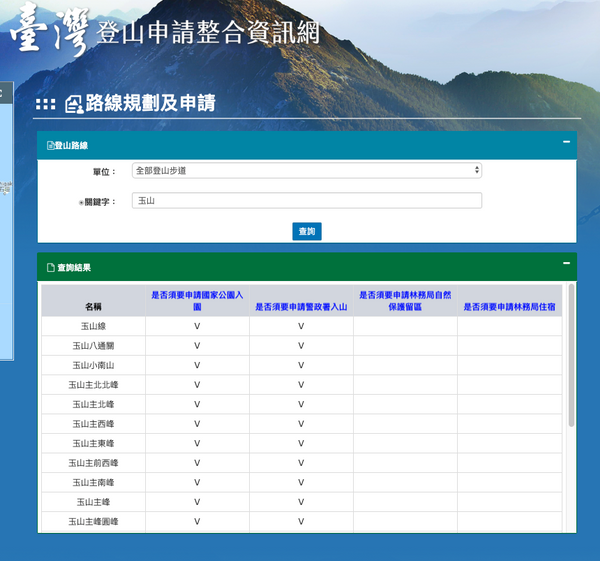 臺灣 登山申請整合資訊網
路線規劃及申請
登山路線
單位： 全部登山步道
※關鍵字： 玉山
查詢
查詢結果
名稱 是否須要申請國家公園入園 是否須要申請警政署入山 是否須要申請林務局自然保護留區 是否須要申請林務局住宿
玉山線 V V
玉山八通關 V V
玉山小南山 V V
玉山主北北峰 V V
玉山主北峰 V V
玉山主西峰 V V
玉山主東峰 V V
玉山主前西峰 V V
玉山主南峰 V V
玉山主峰 V V
玉山主峰圓峰 V V